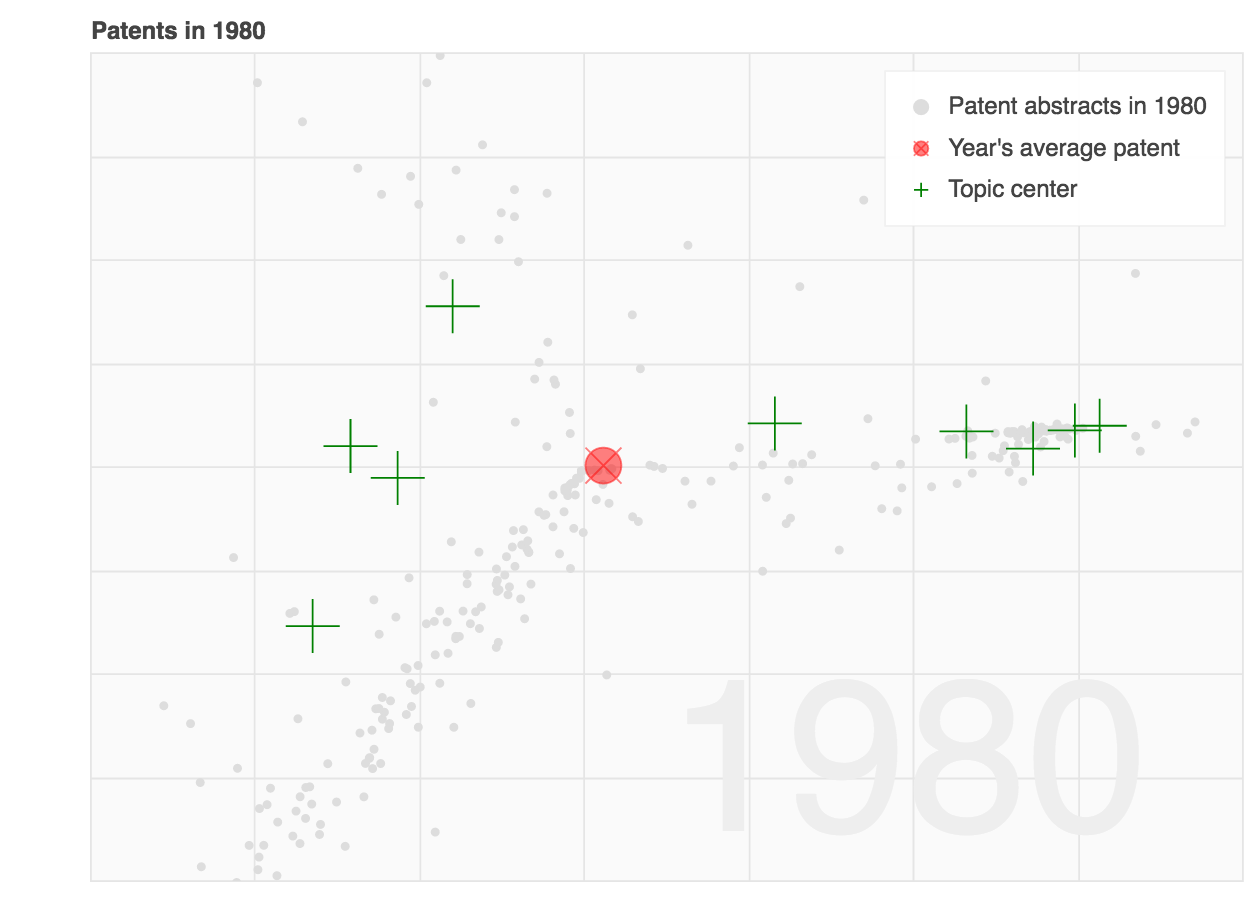 Patents in 1980
Patent abstracts in 1980
Year's average patent
Topic center
1980